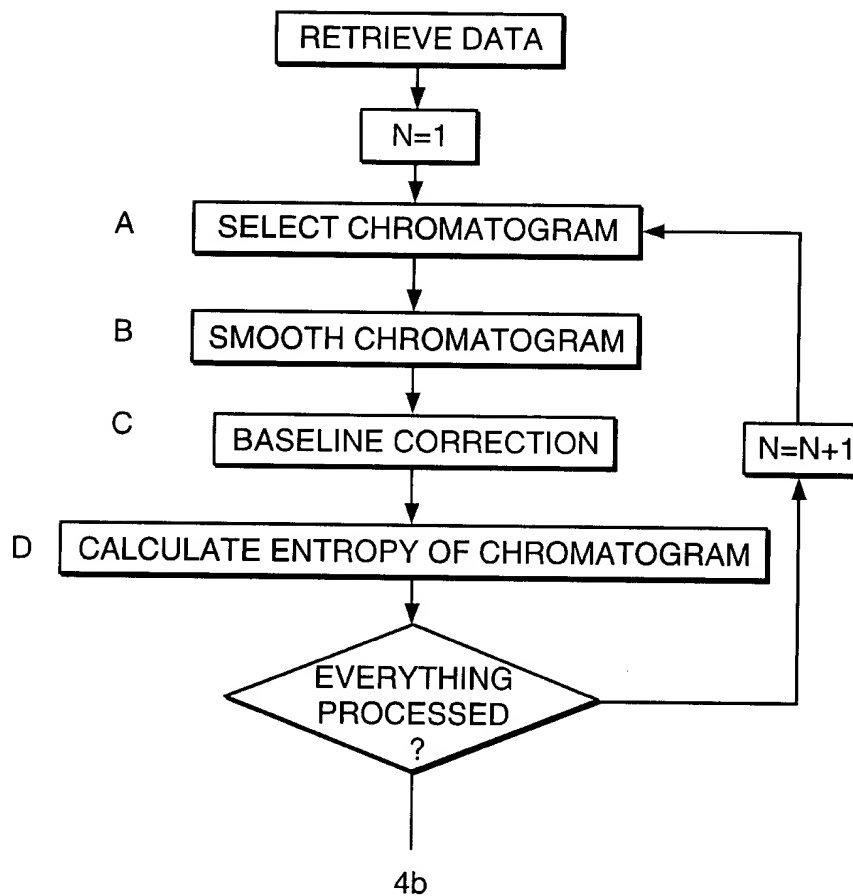 RETRIEVE DATA
N=1
A
SELECT CHROMATOGRAM
B
SMOOTH CHROMATOGRAM
C
BASELINE CORRECTION
N=N+1
D
CALCULATE ENTROPY OF CHROMATOGRAM
EVERYTHING
PROCESSED
?
4b